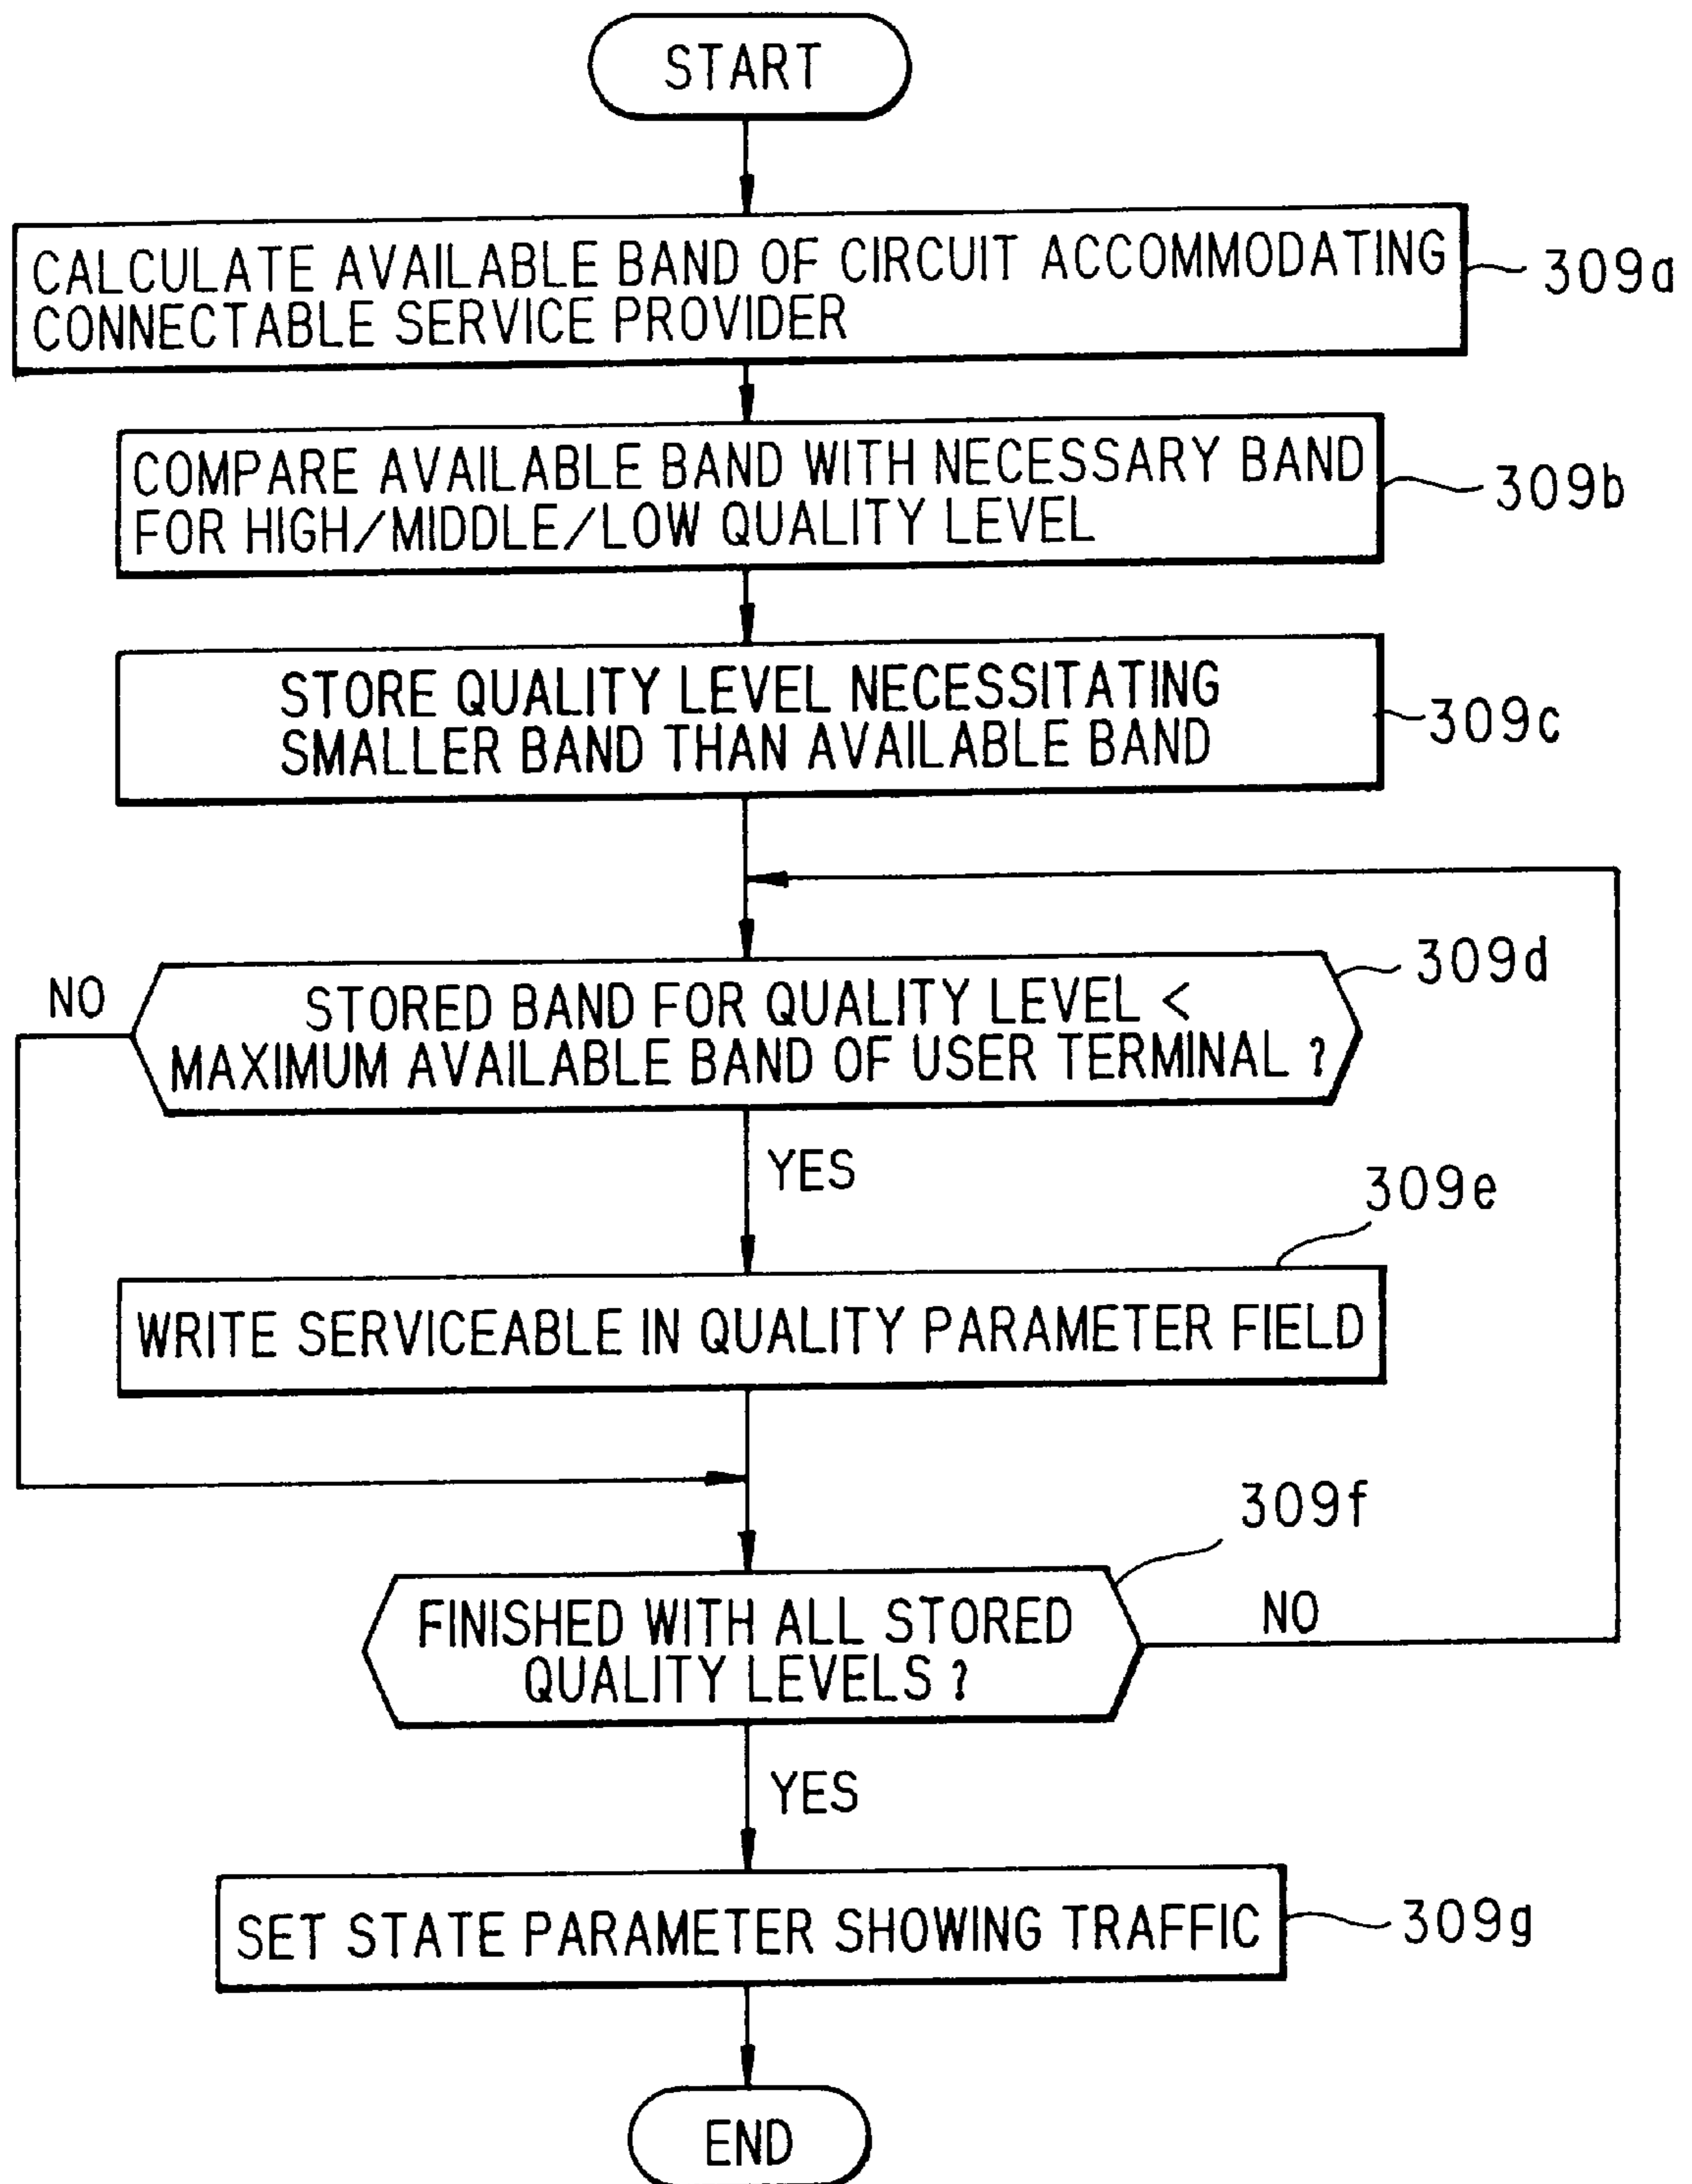 START
CALCULATE AVAILABLE BAND OF CIRCUIT ACCOMMODATING
CONNECTABLE SERVICE PROVIDER
309a
COMPARE AVAILABLE BAND WITH NECESSARY BAND
FOR HIGH/MIDDLE/LOW QUALITY LEVEL
309b
STORE QUALITY LEVEL NECESSITATING
SMALLER BAND THAN AVAILABLE BAND
309c
309d
NO
STORED BAND FOR QUALITY LEVEL <
MAXIMUM AVAILABLE BAND OF USER TERMINAL ?
YES
309e
WRITE SERVICEABLE IN QUALITY PARAMETER FIELD
309f
FINISHED WITH ALL STORED
QUALITY LEVELS ?
NO
YES
SET STATE PARAMETER SHOWING TRAFFIC
309g
END